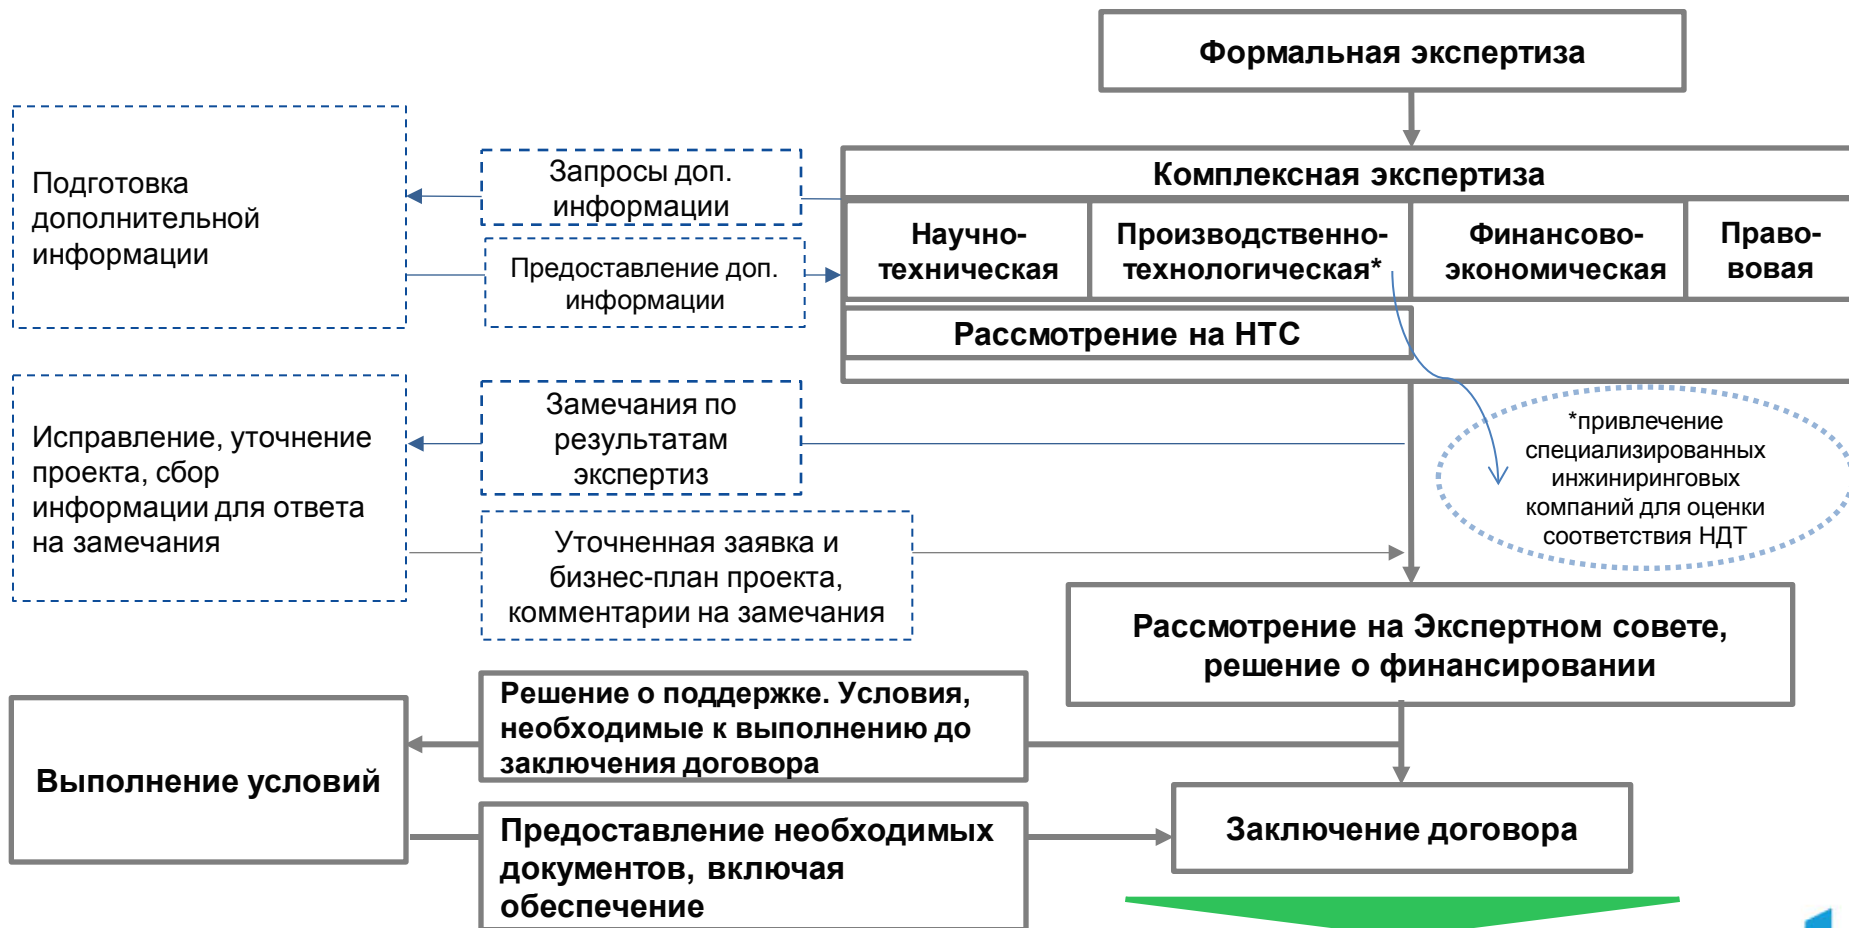 Формальная экспертиза
Комплексная экспертиза
Научно-
техническая
Производственно-
технологическая*
Финансово-
экономическая
Право-
вовая
Рассмотрение на НТС
Подготовка
дополнительной
информации
Запросы доп.
информации
Предоставление доп.
информации
Исправление, уточнение
проекта, сбор
информации для ответа
на замечания
Замечания по
результатам
экспертиз
Уточненная заявка и
бизнес-план проекта,
комментарии на замечания
*привлечение
специализированных
инжиниринговых
компаний для оценки
соответствия НДТ
Рассмотрение на Экспертном совете,
решение о финансировании
Решение о поддержке. Условия,
необходимые к выполнению до
заключения договора
Выполнение условий
Предоставление необходимых
документов, включая
обеспечение
Заключение договора